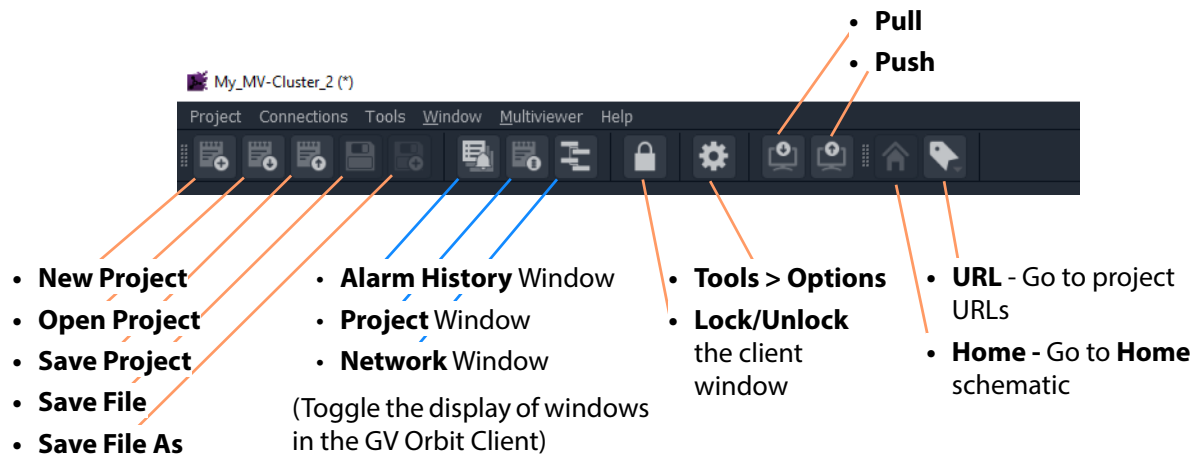 • Pull
• Push
My_MV-Cluster_2 (*)
Project Connections Tools Window Multiviewer Help
• New Project
• Open Project
• Save Project
• Save File
• Save File As
• Alarm History Window
• Project Window
• Network Window
(Toggle the display of windows
in the GV Orbit Client)
• Tools > Options
• Lock/Unlock
the client
window
• URL - Go to project
URLs
• Home - Go to Home
schematic